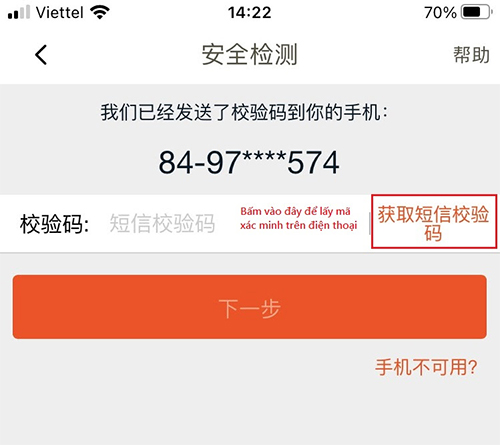 Viettel 14:22 70%
安全检测 帮助
我们已经发送了校验码到你的手机：
84-97****574
校验码: 短信校验码 Bấm vào đây để lấy mã 获取短信校验
xác minh trên điện thoại 码
下一步
手机不可用?